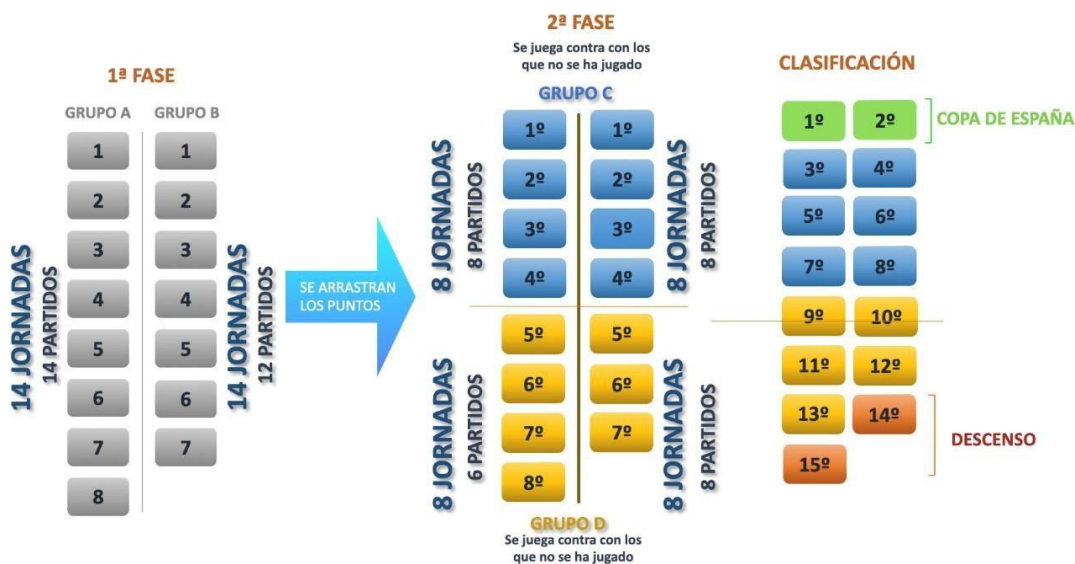 1ª FASE
GRUPO A
GRUPO B
1
1
2
2
3
3
4
4
5
5
6
6
7
7
8
14 JORNADAS
14 PARTIDOS
14 JORNADAS
12 PARTIDOS
SE ARRASTRAN
LOS PUNTOS
2ª FASE
Se juega contra con los
que no se ha jugado
GRUPO C
8 JORNADAS
8 PARTIDOS
1º
1º
2º
2º
3º
3º
4º
4º
8 JORNADAS
8 PARTIDOS
8 JORNADAS
6 PARTIDOS
5º
5º
6º
6º
7º
7º
8º
8 JORNADAS
8 PARTIDOS
GRUPO D
Se juega contra con los
que no se ha jugado
CLASIFICACIÓN
1º
2º
COPA DE ESPAÑA
3º
4º
5º
6º
7º
8º
9º
10º
11º
12º
13º
14º
DESCENSO
15º